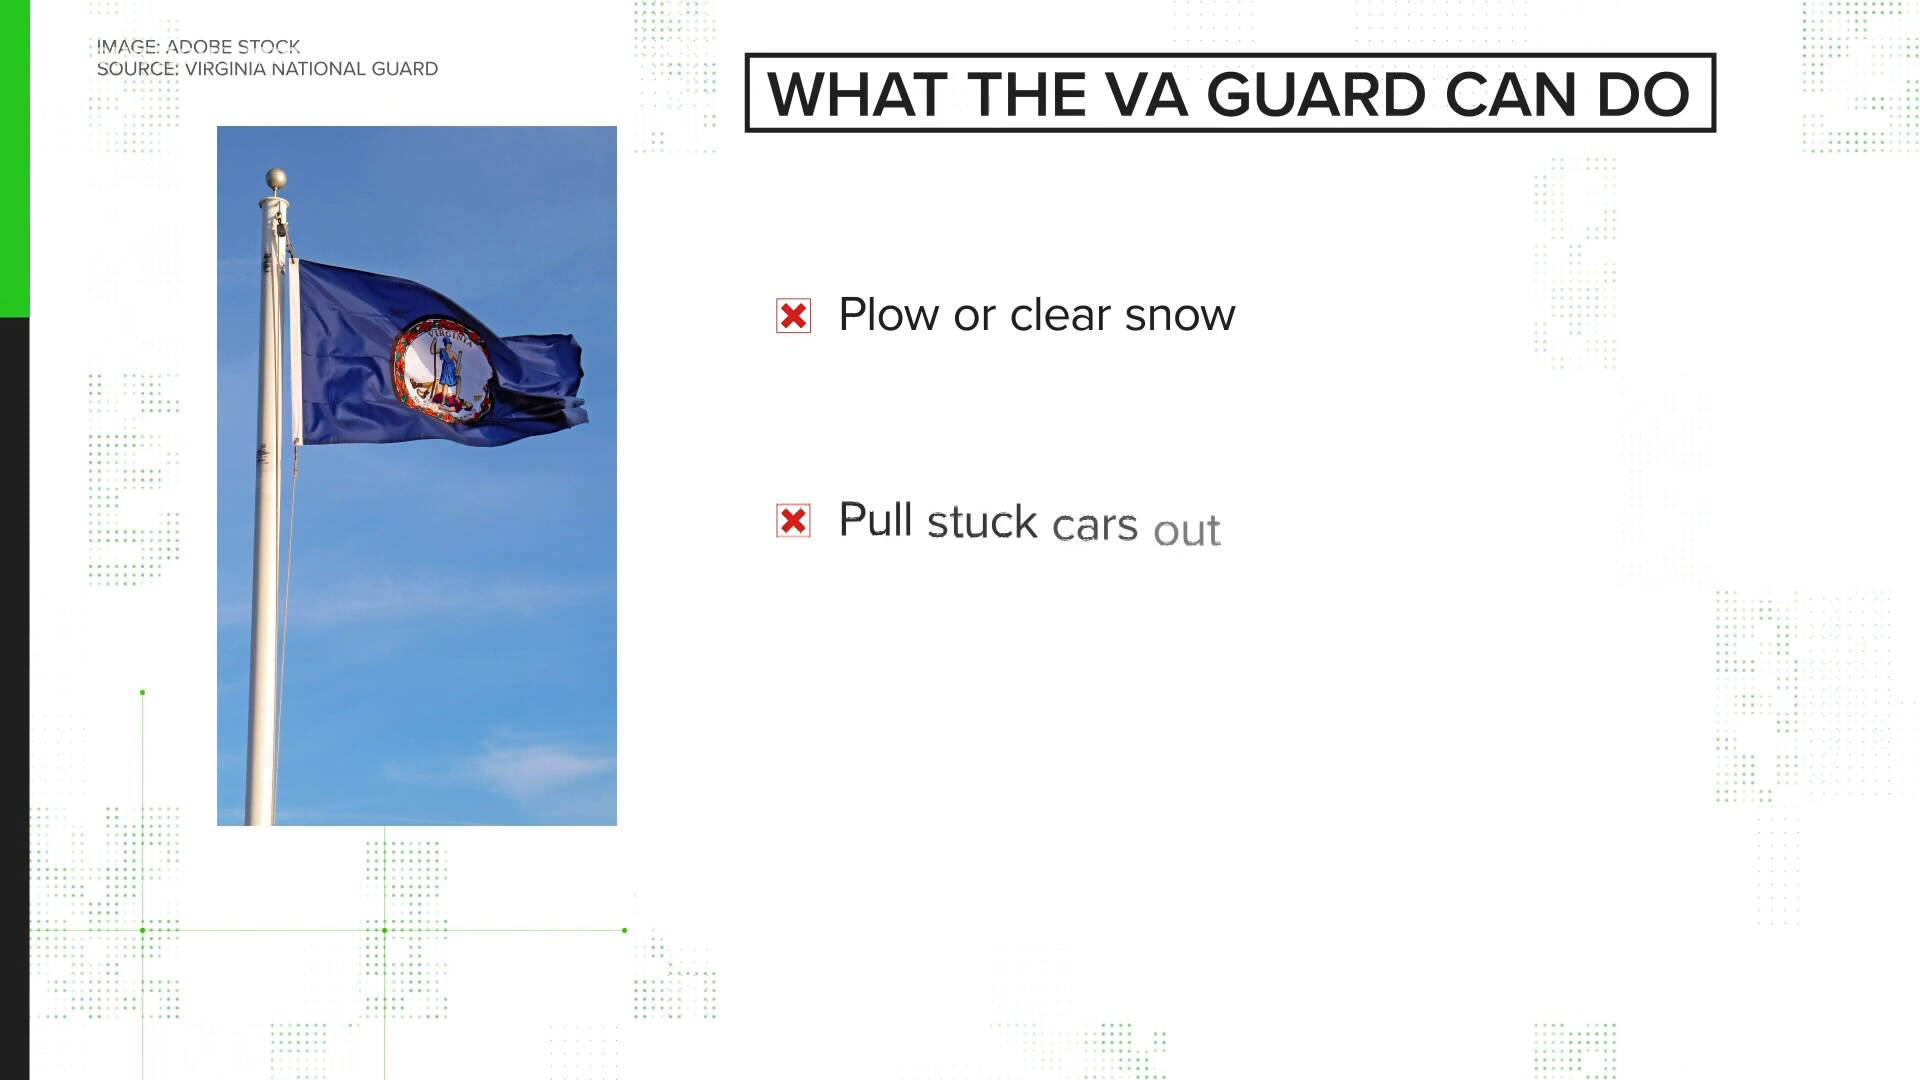 IMAGE: ADOBE STOCK
SOURCE: VIRGINIA NATIONAL GUARD
WHAT THE VA GUARD CAN DO
VIRGINIA
Plow or clear snow
Pull stuck cars out